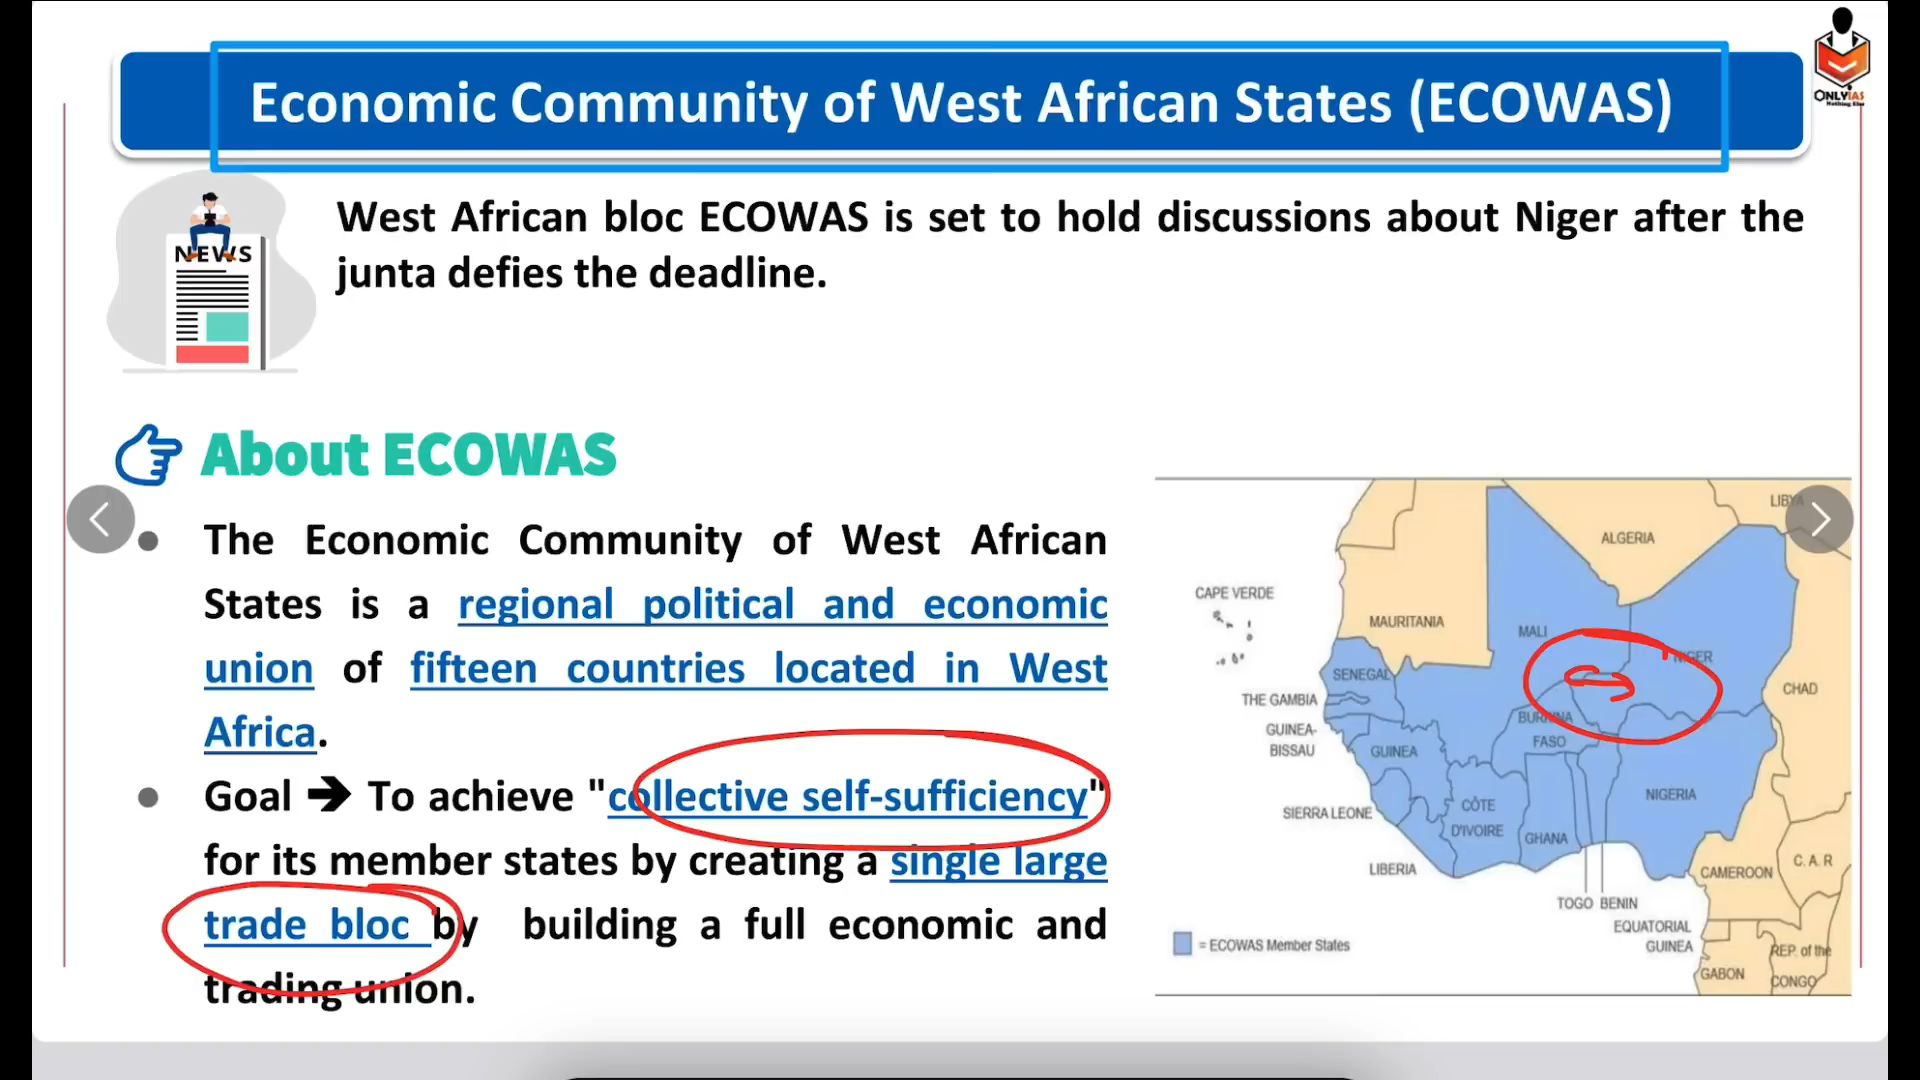 Economic Community of West African States (ECOWAS)
ONLYIAS
Nothing Else
NEWS
West African bloc ECOWAS is set to hold discussions about Niger after the
junta defies the deadline.
About ECOWAS
• The Economic Community of West African
States is a regional political and economic
union of fifteen countries located in West
Africa.
• Goal ➔ To achieve "collective self-sufficiency"
for its member states by creating a single large
trade bloc by building a full economic and
trading union.
LIBYA
ALGERIA
CAPE VERDE
MAURITANIA
MALI
NIGER
SENEGAL
CHAD
THE GAMBIA
BURKINA
FASO
GUINEA-
BISSAU
GUINEA
NIGERIA
CÔTE
D'IVOIRE
SIERRA LEONE
GHANA
LIBERIA
CAMEROON
C. A. R
TOGO BENIN
EQUATORIAL
GUINEA
= ECOWAS Member States
GABON
REP. of the
CONGO